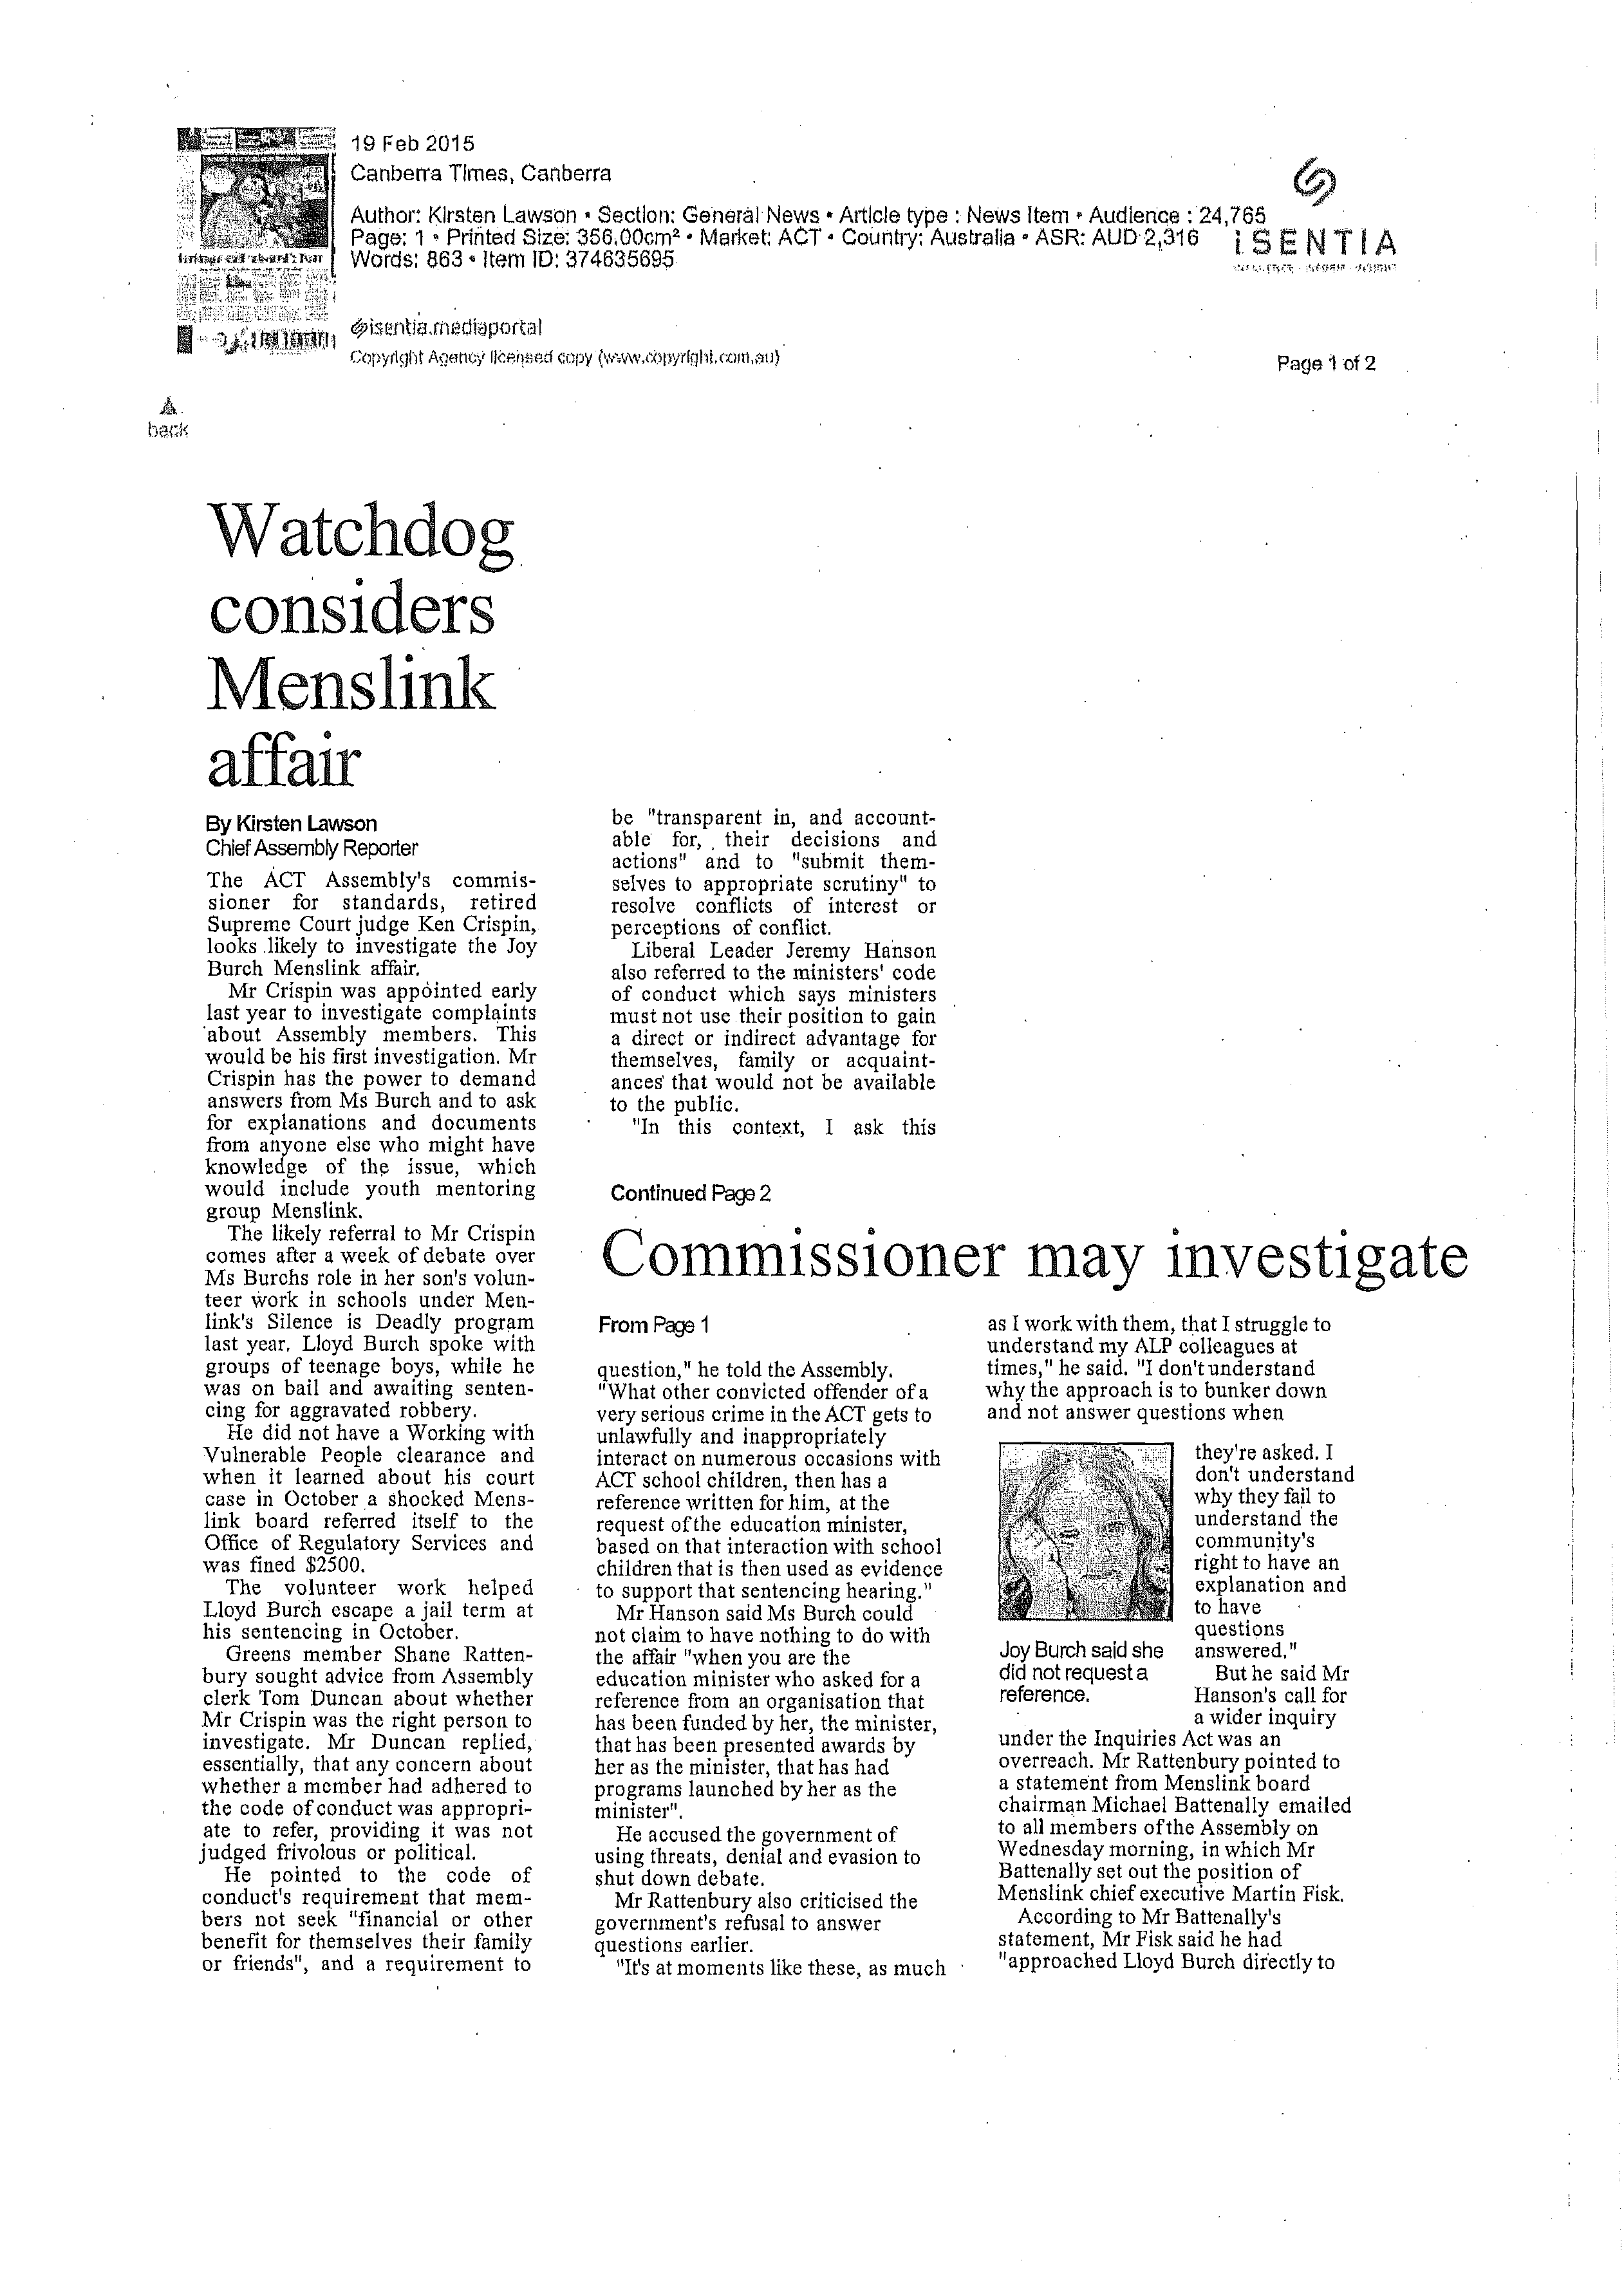 19 Feb 2015
Canberra Times, Canberra
Author: Kirsten Lawson • Section: General News • Article type : News Item • Audience : 24,765
Page: 1 • Printed Size: 356.00cm² • Market: ACT • Country: Australia • ASR: AUD 2,316
Words: 863 • Item ID: 374635695
iSENTIA
@isentia.mediaportal
Copyright Agency licensed copy (www.copyright.com.au)
Page 1 of 2
back
Watchdog
considers
Menslink
affair
By Kirsten Lawson
Chief Assembly Reporter
The ACT Assembly's commis-
sioner for standards, retired
Supreme Court judge Ken Crispin,
looks likely to investigate the Joy
Burch Menslink affair.
Mr Crispin was appointed early
last year to investigate complaints
about Assembly members. This
would be his first investigation. Mr
Crispin has the power to demand
answers from Ms Burch and to ask
for explanations and documents
from anyone else who might have
knowledge of the issue, which
would include youth mentoring
group Menslink.
The likely referral to Mr Crispin
comes after a week of debate over
Ms Burchs role in her son's volun-
teer work in schools under Men-
link's Silence is Deadly program
last year. Lloyd Burch spoke with
groups of teenage boys, while he
was on bail and awaiting senten-
cing for aggravated robbery.
He did not have a Working with
Vulnerable People clearance and
when it learned about his court
case in October a shocked Mens-
link board referred itself to the
Office of Regulatory Services and
was fined $2500.
The volunteer work helped
Lloyd Burch escape a jail term at
his sentencing in October.
Greens member Shane Ratten-
bury sought advice from Assembly
clerk Tom Duncan about whether
Mr Crispin was the right person to
investigate. Mr Duncan replied,
essentially, that any concern about
whether a member had adhered to
the code of conduct was appropri-
ate to refer, providing it was not
judged frivolous or political.
He pointed to the code of
conduct's requirement that mem-
bers not seek "financial or other
benefit for themselves their family
or friends", and a requirement to
be "transparent in, and account-
able for, their decisions and
actions" and to "submit them-
selves to appropriate scrutiny" to
resolve conflicts of interest or
perceptions of conflict.
Liberal Leader Jeremy Hanson
also referred to the ministers' code
of conduct which says ministers
must not use their position to gain
a direct or indirect advantage for
themselves, family or acquaint-
ances that would not be available
to the public.
"In this context, I ask this
Continued Page 2
Commissioner may investigate
From Page 1
question," he told the Assembly.
"What other convicted offender of a
very serious crime in the ACT gets to
unlawfully and inappropriately
interact on numerous occasions with
ACT school children, then has a
reference written for him, at the
request of the education minister,
based on that interaction with school
children that is then used as evidence
to support that sentencing hearing."
Mr Hanson said Ms Burch could
not claim to have nothing to do with
the affair "when you are the
education minister who asked for a
reference from an organisation that
has been funded by her, the minister,
that has been presented awards by
her as the minister, that has had
programs launched by her as the
minister".
He accused the government of
using threats, denial and evasion to
shut down debate.
Mr Rattenbury also criticised the
government's refusal to answer
questions earlier.
"It's at moments like these, as much
as I work with them, that I struggle to
understand my ALP colleagues at
times," he said. "I don't understand
why the approach is to bunker down
and not answer questions when
they're asked. I
don't understand
why they fail to
understand the
community's
right to have an
explanation and
to have
questions
answered."
Joy Burch said she
did not request a
reference.
But he said Mr
Hanson's call for
a wider inquiry
under the Inquiries Act was an
overreach. Mr Rattenbury pointed to
a statement from Menslink board
chairman Michael Battenally emailed
to all members of the Assembly on
Wednesday morning, in which Mr
Battenally set out the position of
Menslink chief executive Martin Fisk.
According to Mr Battenally's
statement, Mr Fisk said he had
"approached Lloyd Burch directly to